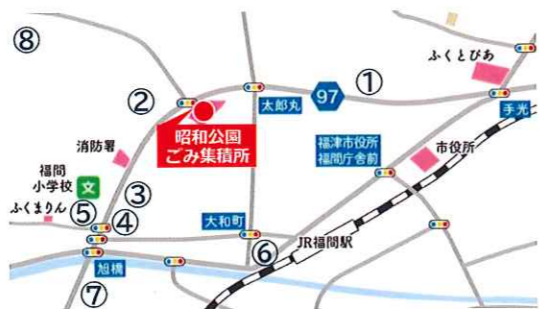 ⑧
ふくとぴあ
①
②
97
太郎丸
手光
昭和公園
ごみ集積所
福津市役所
福間庁舎前
消防署
市役所
福間
小学校
文
③
ふくまりん
⑤
④
大和町
JR福間駅
⑥
旭橋
⑦